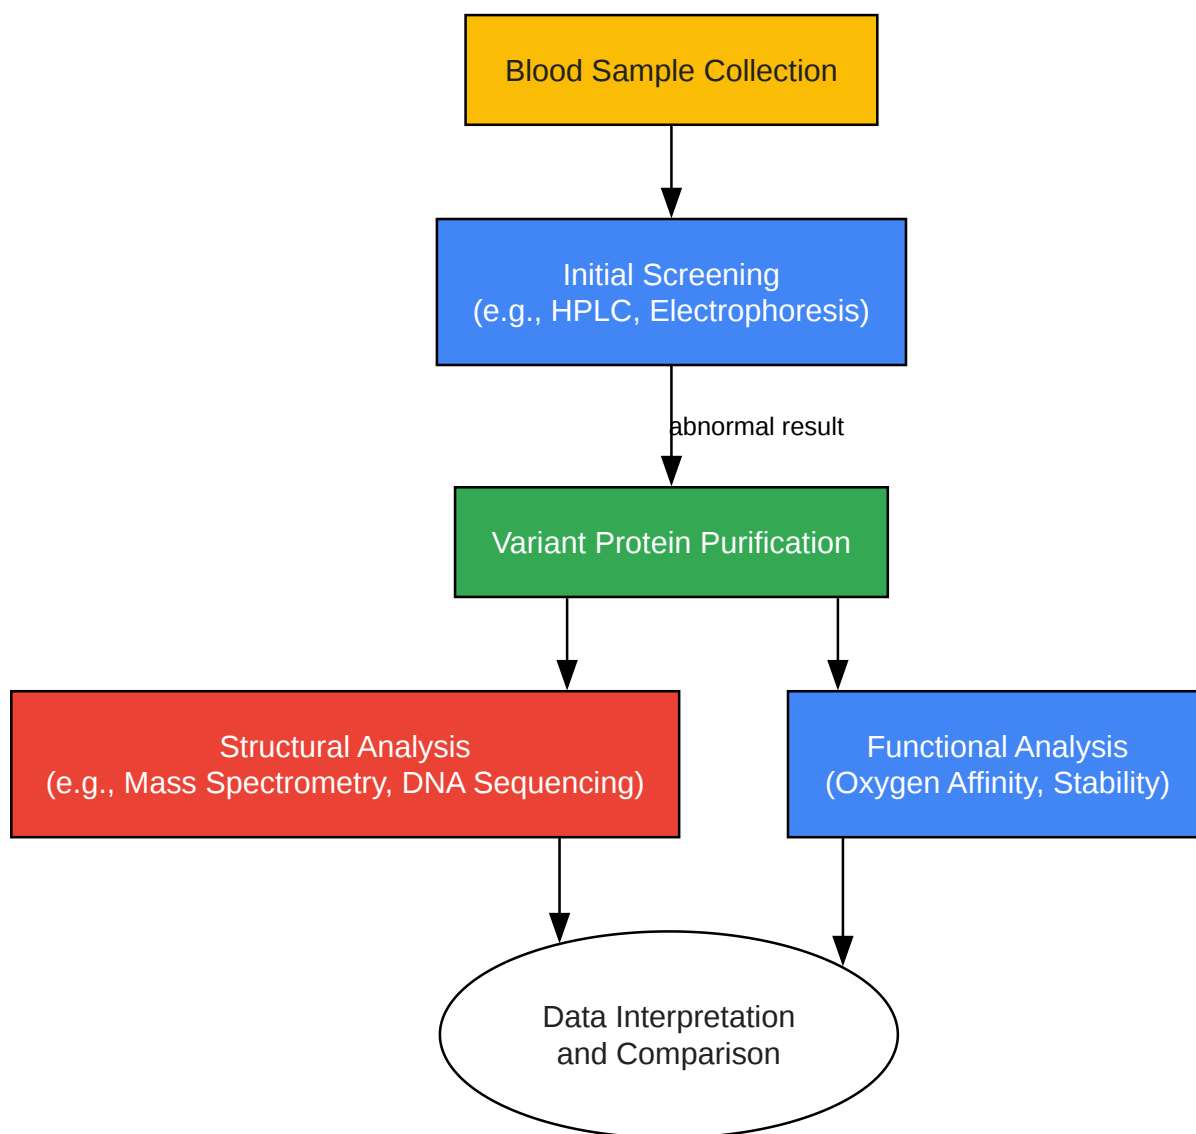 Blood Sample Collection
Initial Screening
(e.g., HPLC, Electrophoresis)
abnormal result
Variant Protein Purification
Structural Analysis
(e.g., Mass Spectrometry, DNA Sequencing)
Functional Analysis
(Oxygen Affinity, Stability)
Data Interpretation
and Comparison